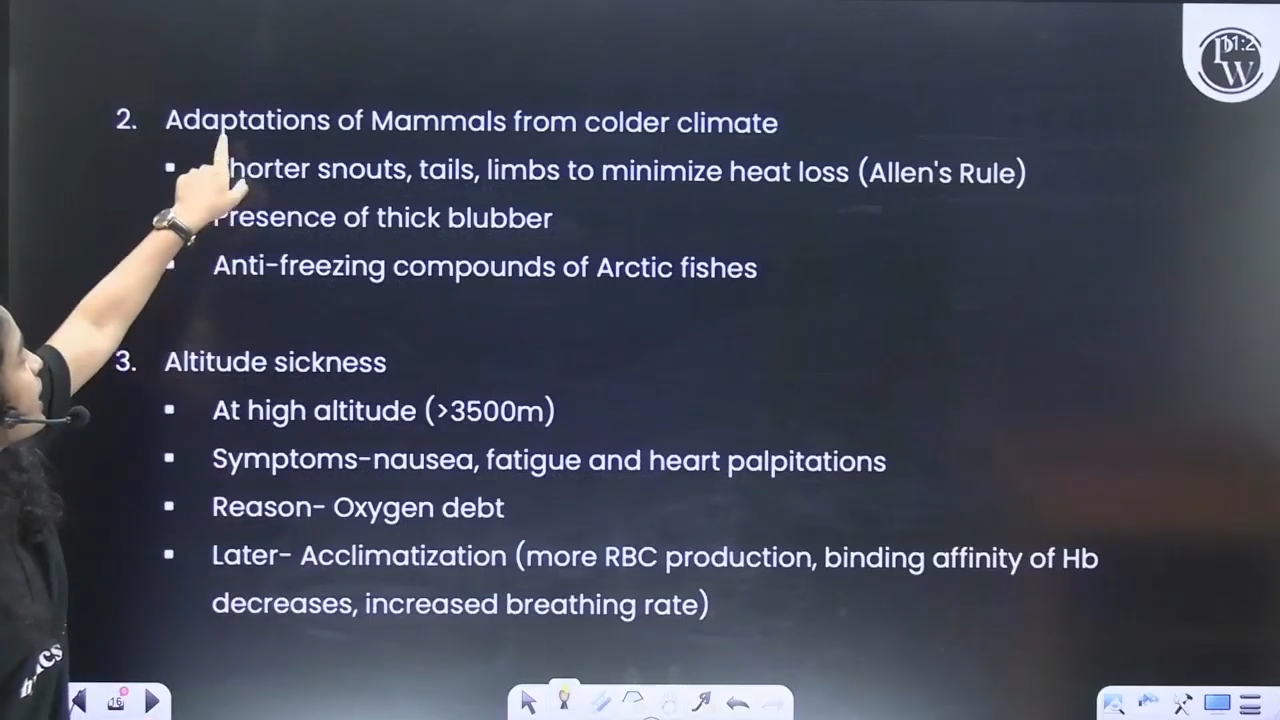 2. Adaptations of Mammals from colder climate
▪ horter snouts, tails, limbs to minimize heat loss (Allen's Rule)
Presence of thick blubber
▪ Anti-freezing compounds of Arctic fishes
3. Altitude sickness
▪ At high altitude (>3500m)
▪ Symptoms-nausea, fatigue and heart palpitations
▪ Reason- Oxygen debt
▪ Later- Acclimatization (more RBC production, binding affinity of Hb
decreases, increased breathing rate)
16